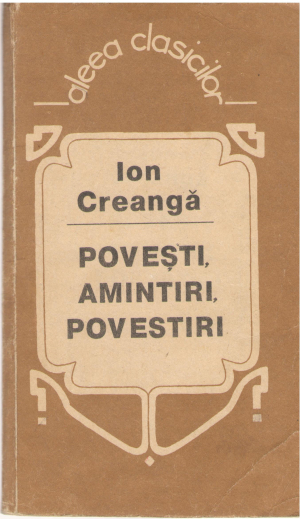 aleea clasicilor
Ion
Creangă
POVEȘTI,
AMINTIRI,
POVESTIRI